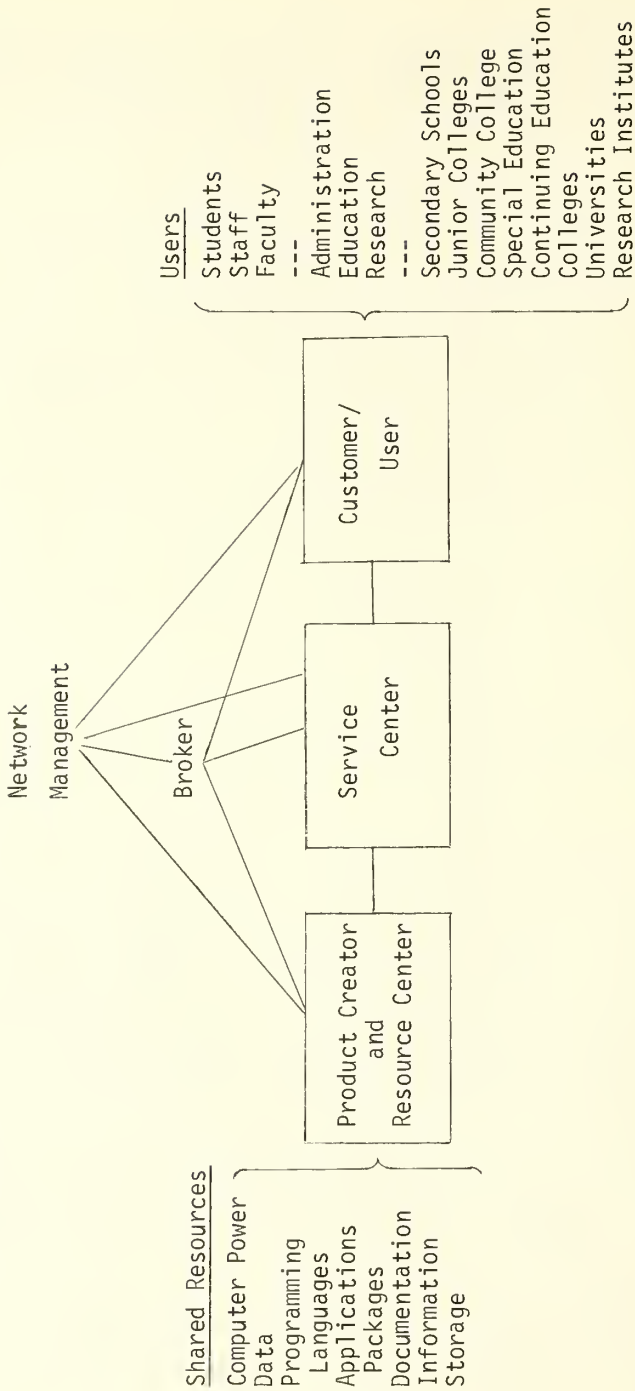 Network
Management
Broker
Shared Resources
Computer Power
Data
Programming
Languages
Applications
Packages
Documentation
Information
Storage
Product Creator
and
Resource Center
Service
Center
Customer/
User
Users
Students
Staff
Faculty
---
Administration
Education
Research
---
Secondary Schools
Junior Colleges
Community College
Special Education
Continuing Education
Colleges
Universities
Research Institutes